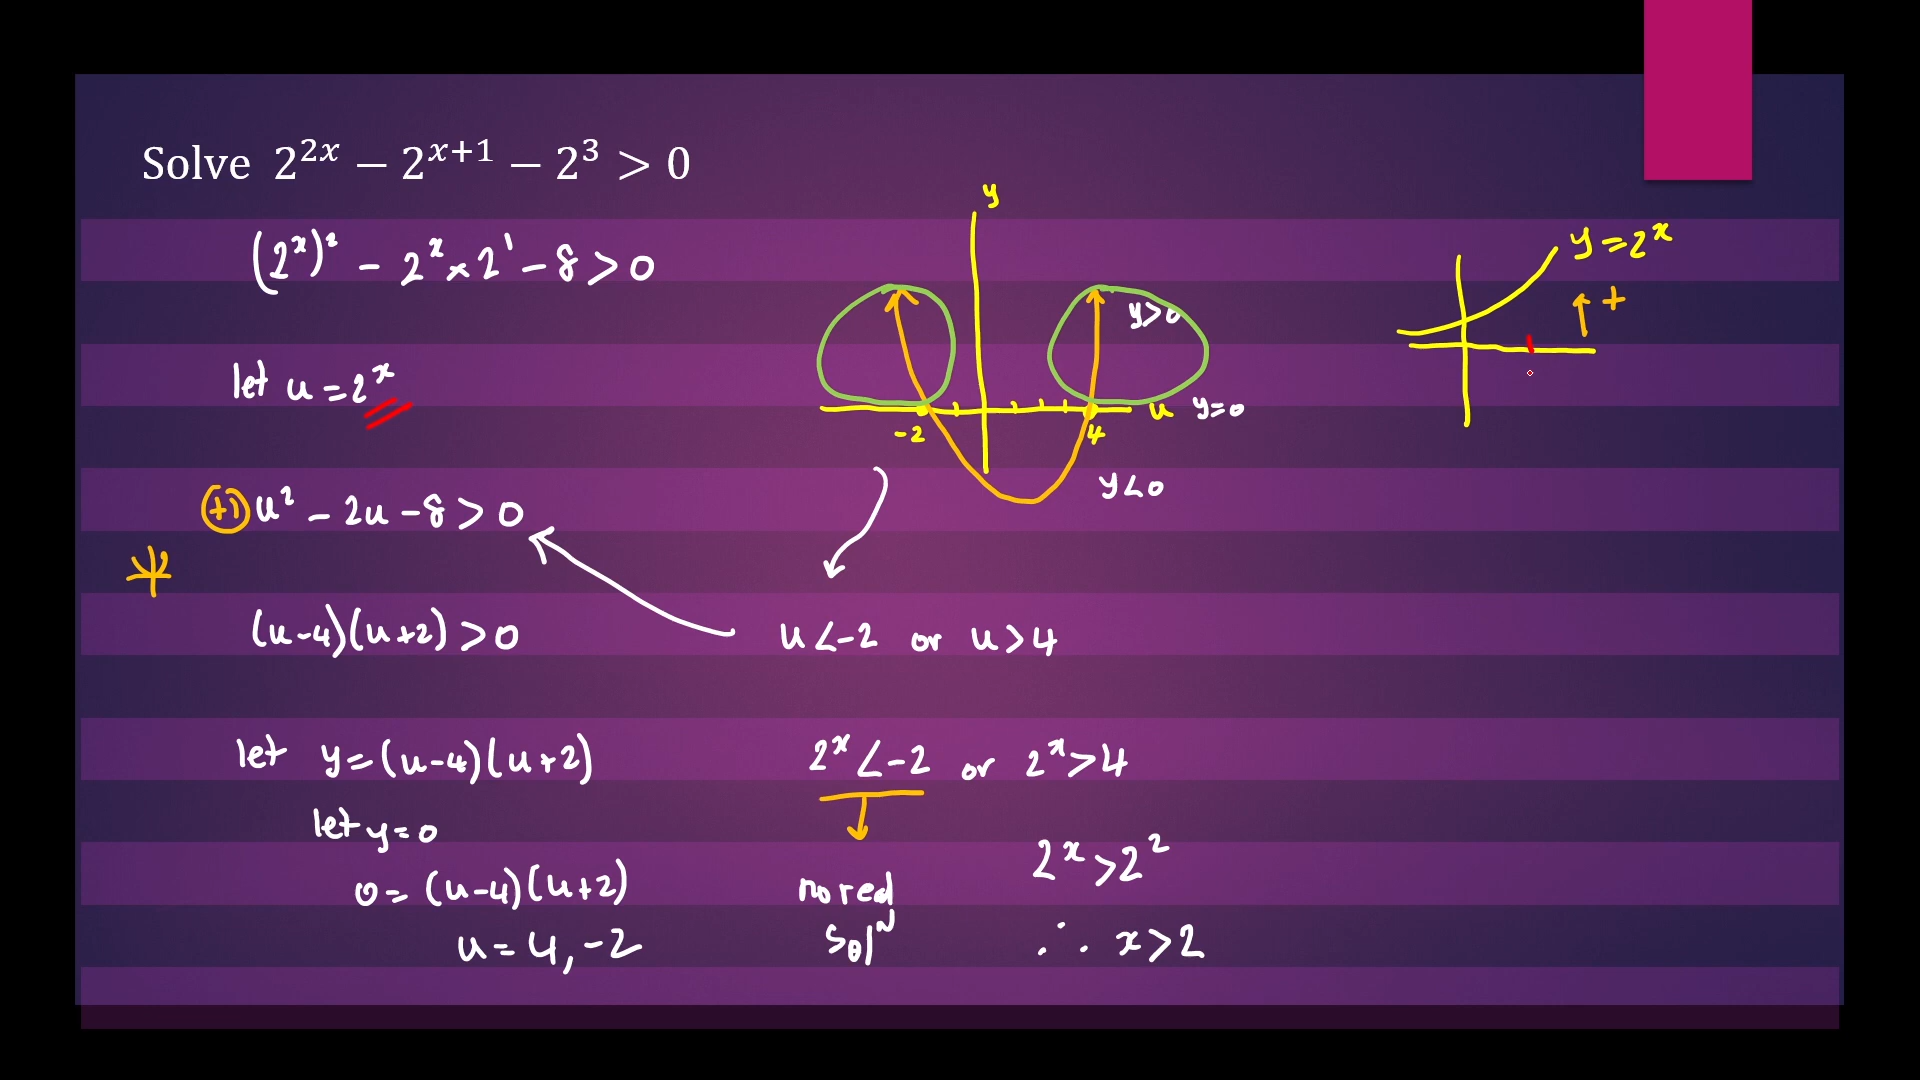 Solve 2^{2x} − 2^{x+1} − 2^3 > 0
(2^x)^2 - 2^x × 2^1 - 8 > 0
let u = 2^x
(+1) u^2 - 2u - 8 > 0
(u-4)(u+2) > 0
let y = (u-4)(u+2)
let y = 0
0 = (u-4)(u+2)
u = 4, -2
y
y>0
-2
4
u
y=0
y<0
u < -2 or u > 4
2^x < -2 or 2^x > 4
no real
sol^N
2^x > 2^2
∴ x > 2
y = 2^x
+